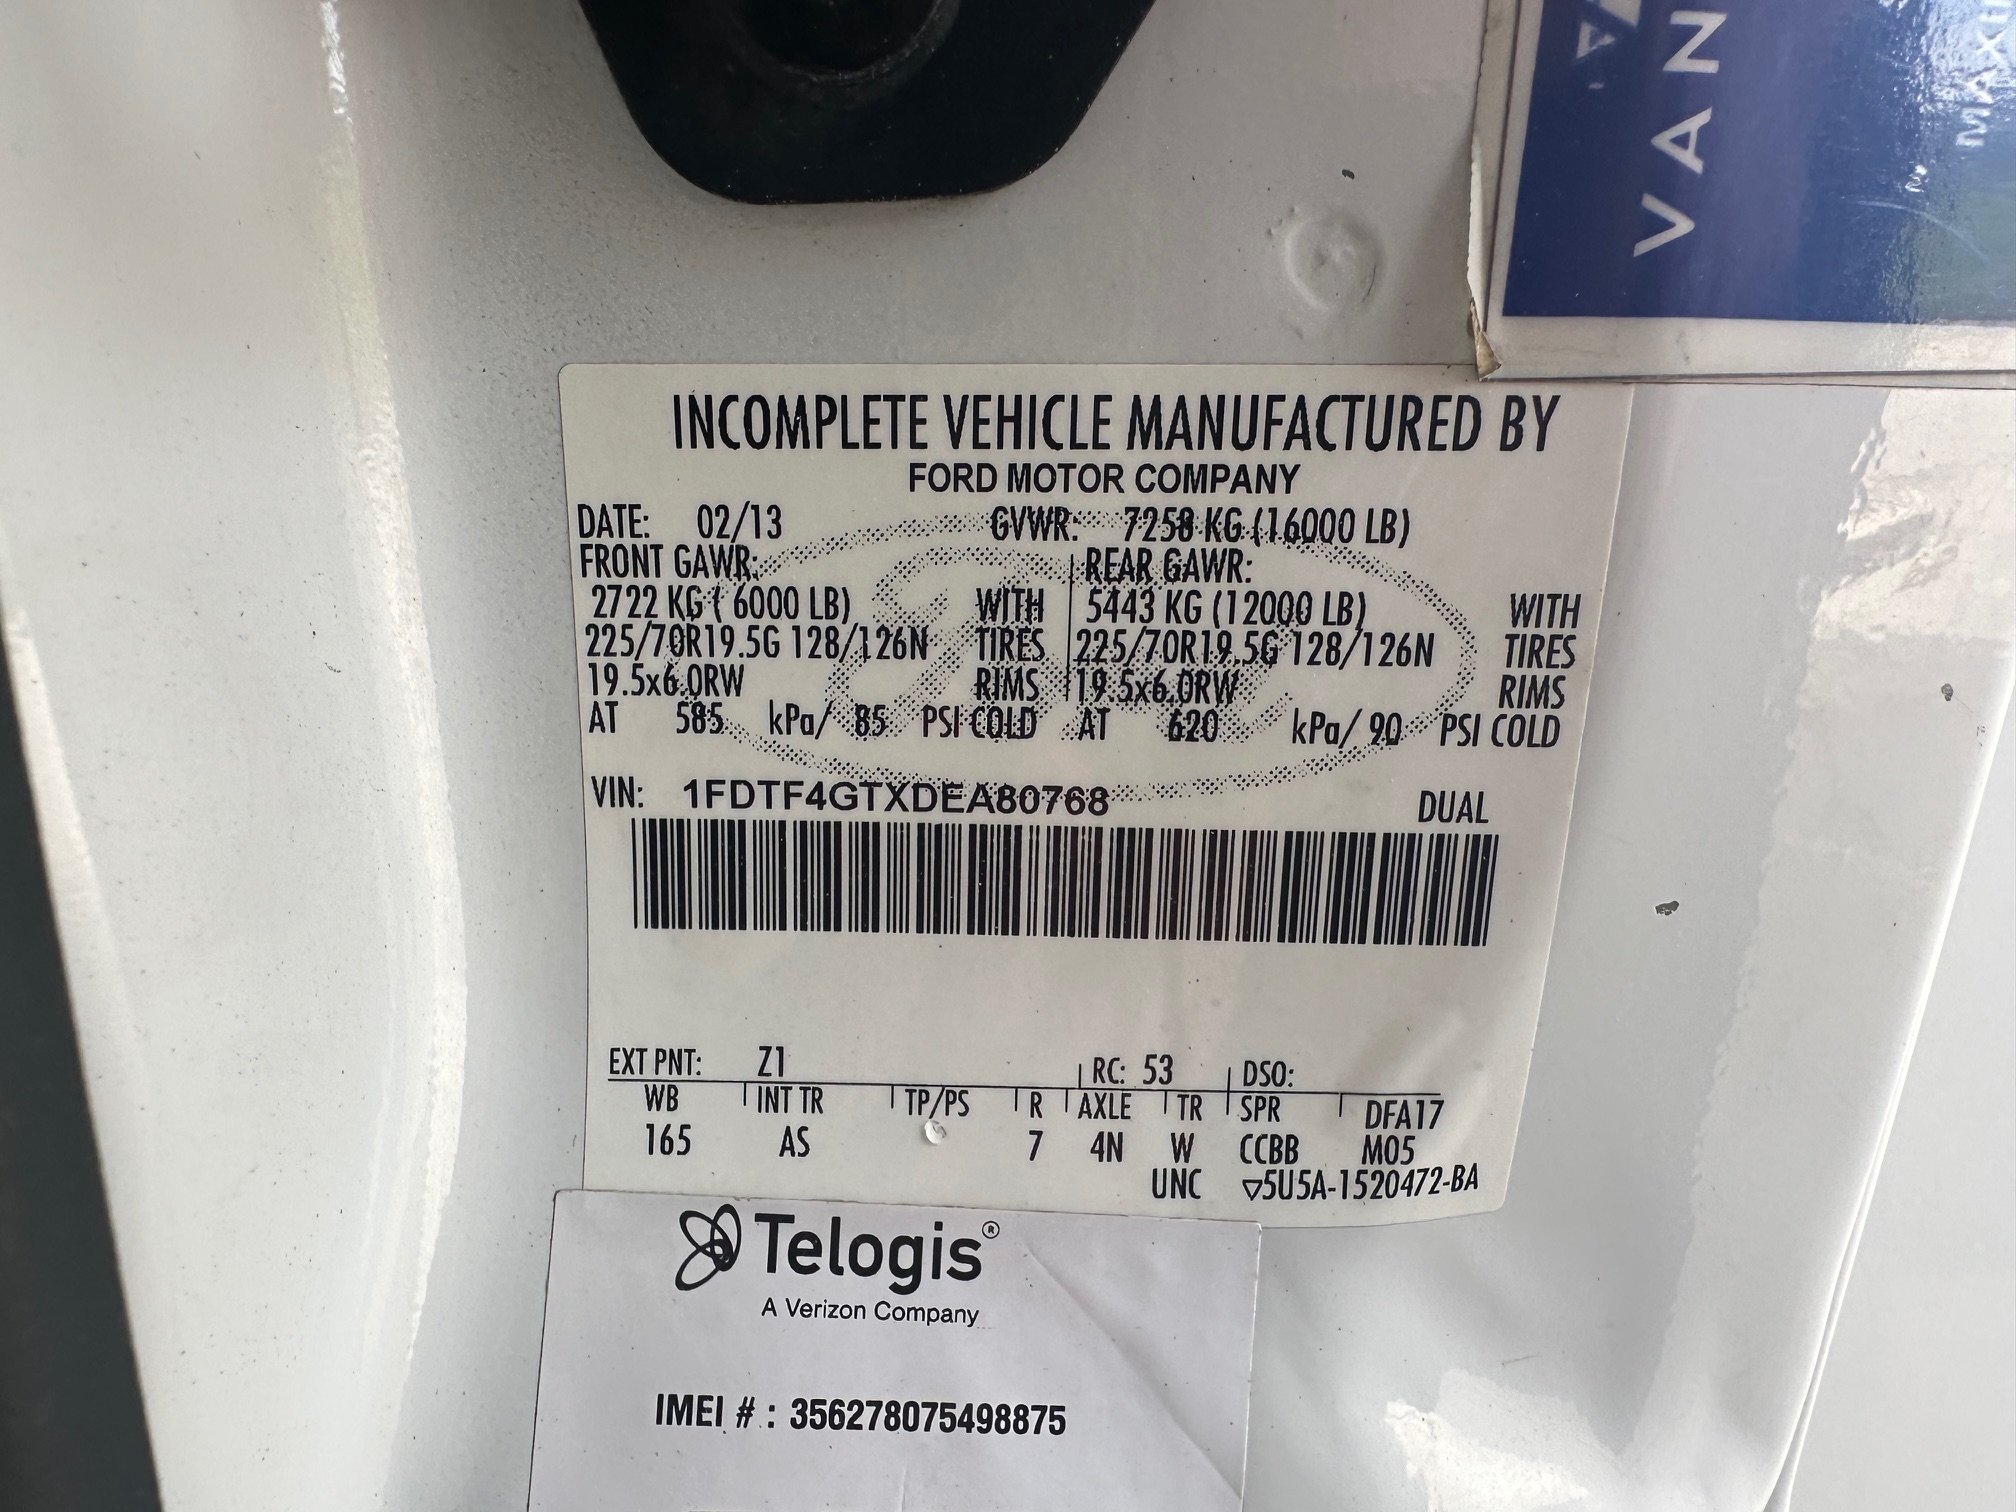 VAN
MAXI
INCOMPLETE VEHICLE MANUFACTURED BY
FORD MOTOR COMPANY
DATE: 02/13 GVWR: 7258 KG (16000 LB)
FRONT GAWR: REAR GAWR:
2722 KG ( 6000 LB) WITH 5443 KG (12000 LB) WITH
225/70R19.5G 128/126N TIRES 225/70R19.5G 128/126N TIRES
19.5x6.0RW RIMS 19.5x6.0RW RIMS
AT 585 kPa/ 85 PSI COLD AT 620 kPa/ 90 PSI COLD
VIN: 1FDTF4GTXDEA80768 DUAL
EXT PNT: Z1 RC: 53 DSO:
WB INT TR TP/PS R AXLE TR SPR DFA17
165 AS 7 4N W CCBB M05
UNC ▽5U5A-1520472-BA
Telogis®
A Verizon Company
IMEI # : 356278075498875